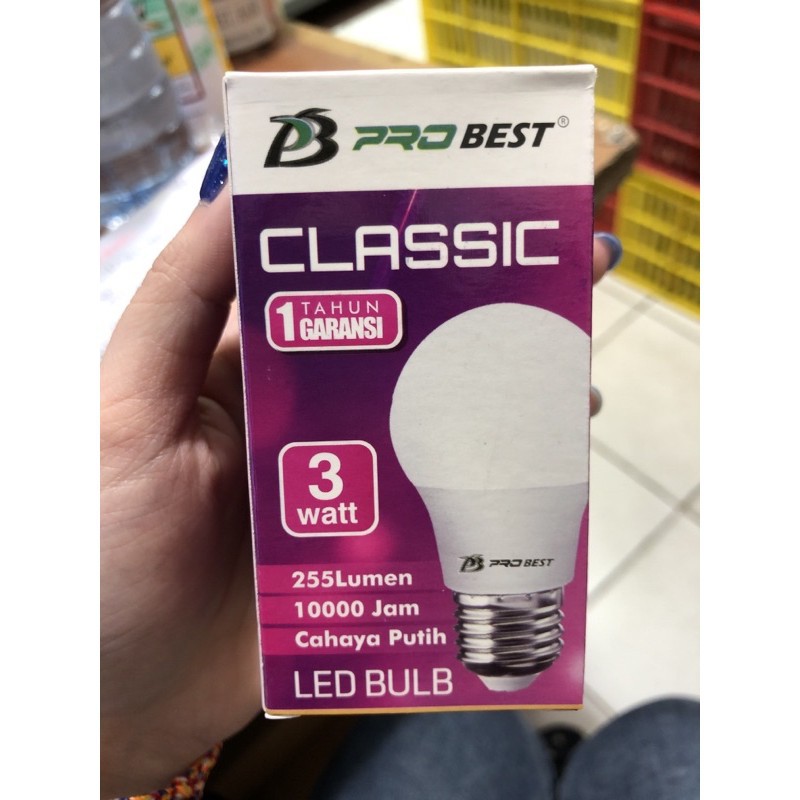 PRO BEST®
CLASSIC
1 TAHUN
GARANSI
3
watt
PRO BEST
255Lumen
10000 Jam
Cahaya Putih
LED BULB